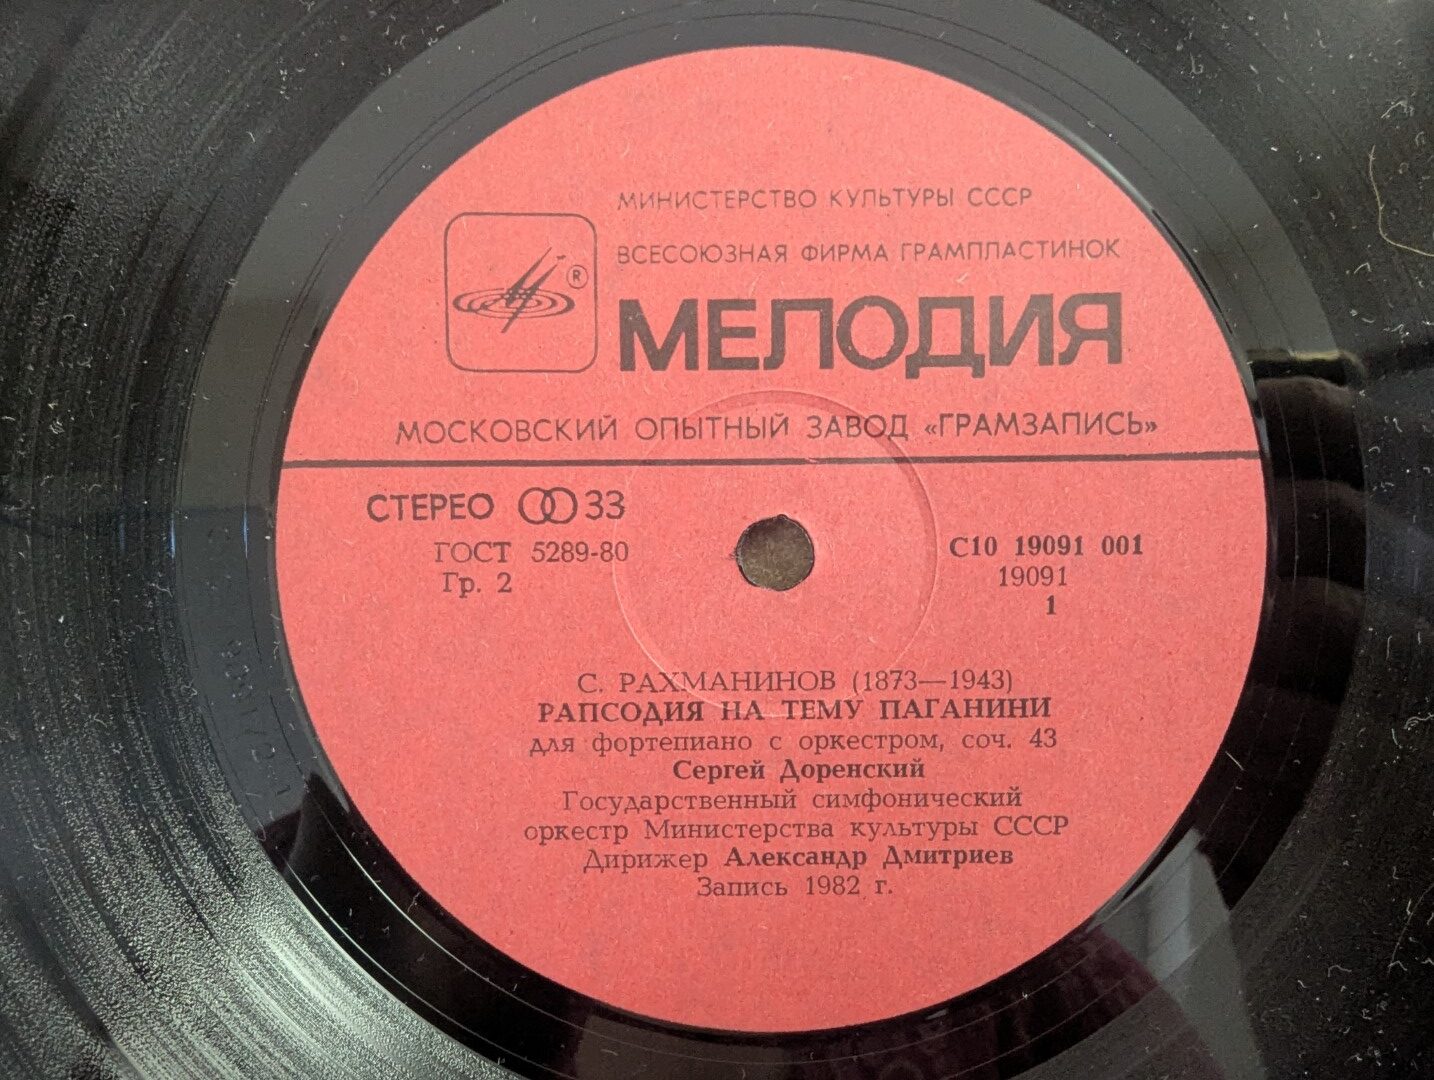 МИНИСТЕРСТВО КУЛЬТУРЫ СССР
ВСЕСОЮЗНАЯ ФИРМА ГРАМПЛАСТИНОК
®
МЕЛОДИЯ
МОСКОВСКИЙ ОПЫТНЫЙ ЗАВОД «ГРАМЗАПИСЬ»
СТЕРЕО 33
ГОСТ 5289-80
Гр. 2
С10 19091 001
19091
1
С. РАХМАНИНОВ (1873—1943)
РАПСОДИЯ НА ТЕМУ ПАГАНИНИ
для фортепиано с оркестром, соч. 43
Сергей Доренский
Государственный симфонический
оркестр Министерства культуры СССР
Дирижер Александр Дмитриев
Запись 1982 г.